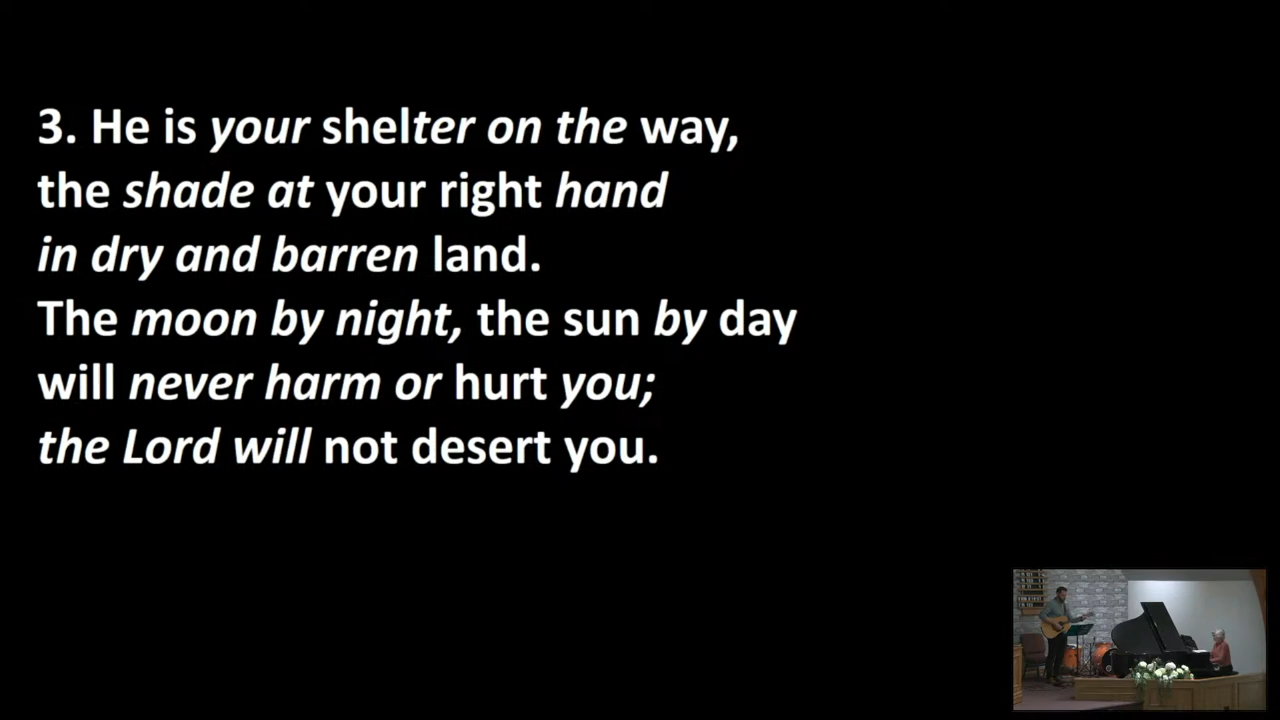 3. He is your shelter on the way,
the shade at your right hand
in dry and barren land.
The moon by night, the sun by day
will never harm or hurt you;
the Lord will not desert you.